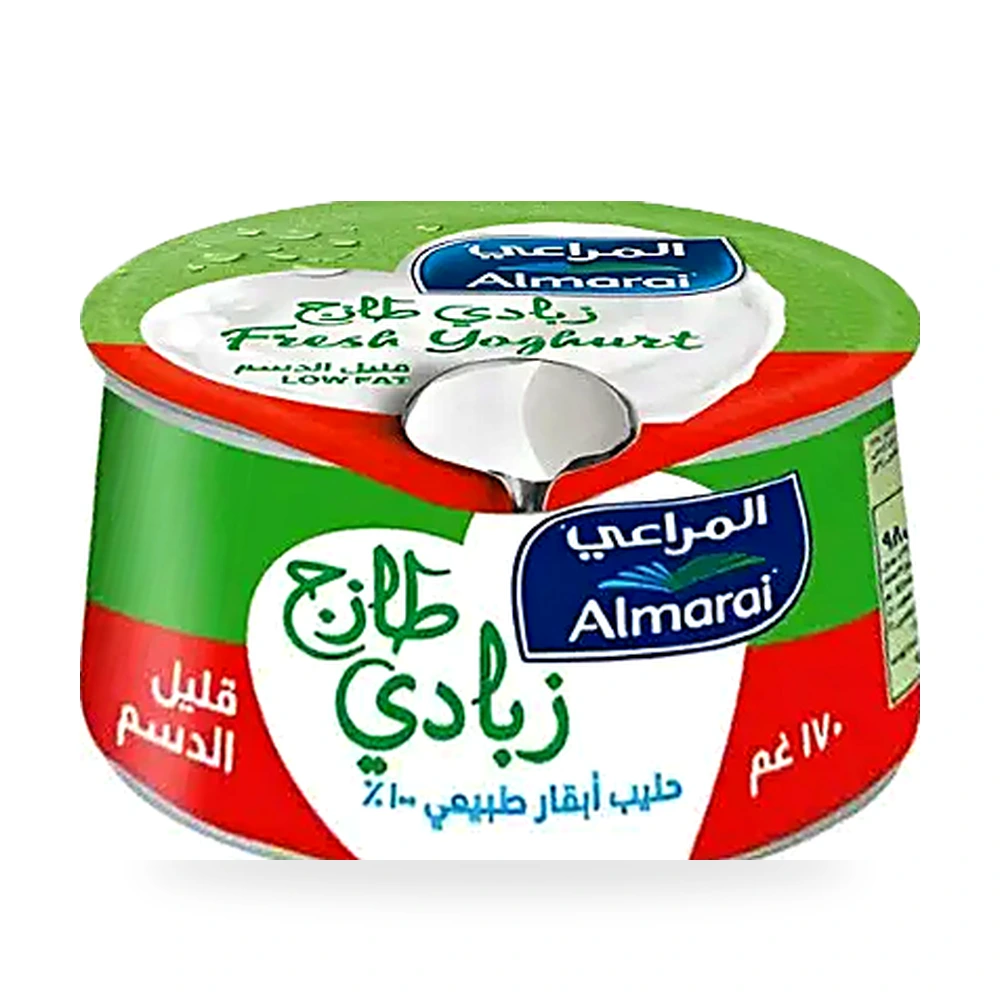 المراعي
Almarai
زبادي طازج
Fresh Yoghurt
قليل الدسم
LOW FAT
المراعي
Almarai
طازج
زبادي
قليل
الدسم
حليب أبقار طبيعي ١٠٠٪
١٧٠ غم